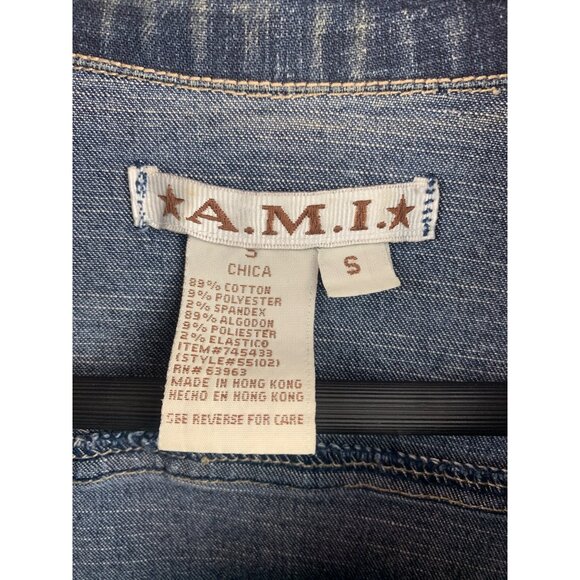 ★A.M.I.★
S
S
CHICA
89% COTTON
9% POLYESTER
2% SPANDEX
89% ALGODON
9% POLIESTER
2% ELASTICO
ITEM#745433
(STYLE#55102)
RN# 63963
MADE IN HONG KONG
HECHO EN HONG KONG
SEE REVERSE FOR CARE